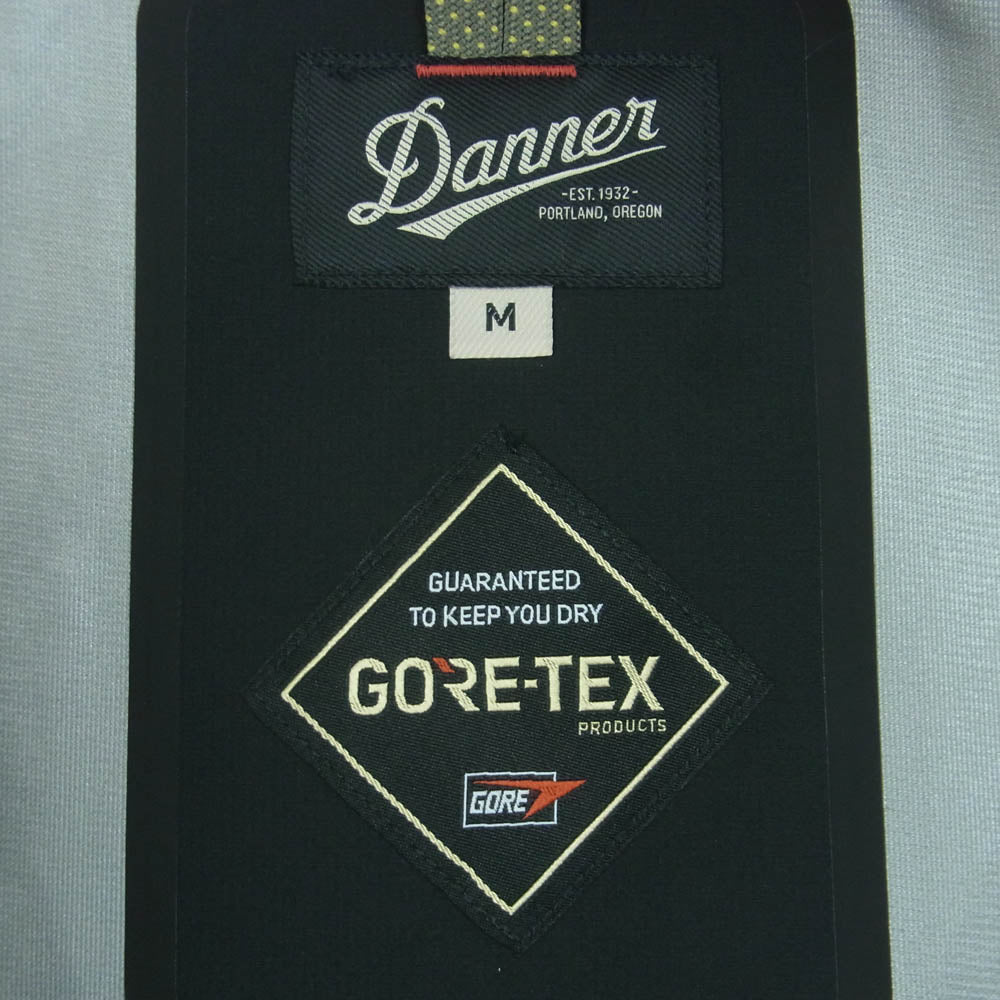 Danner
-EST. 1932-
PORTLAND, OREGON
M
GUARANTEED
TO KEEP YOU DRY
GORE-TEX
PRODUCTS
GORE